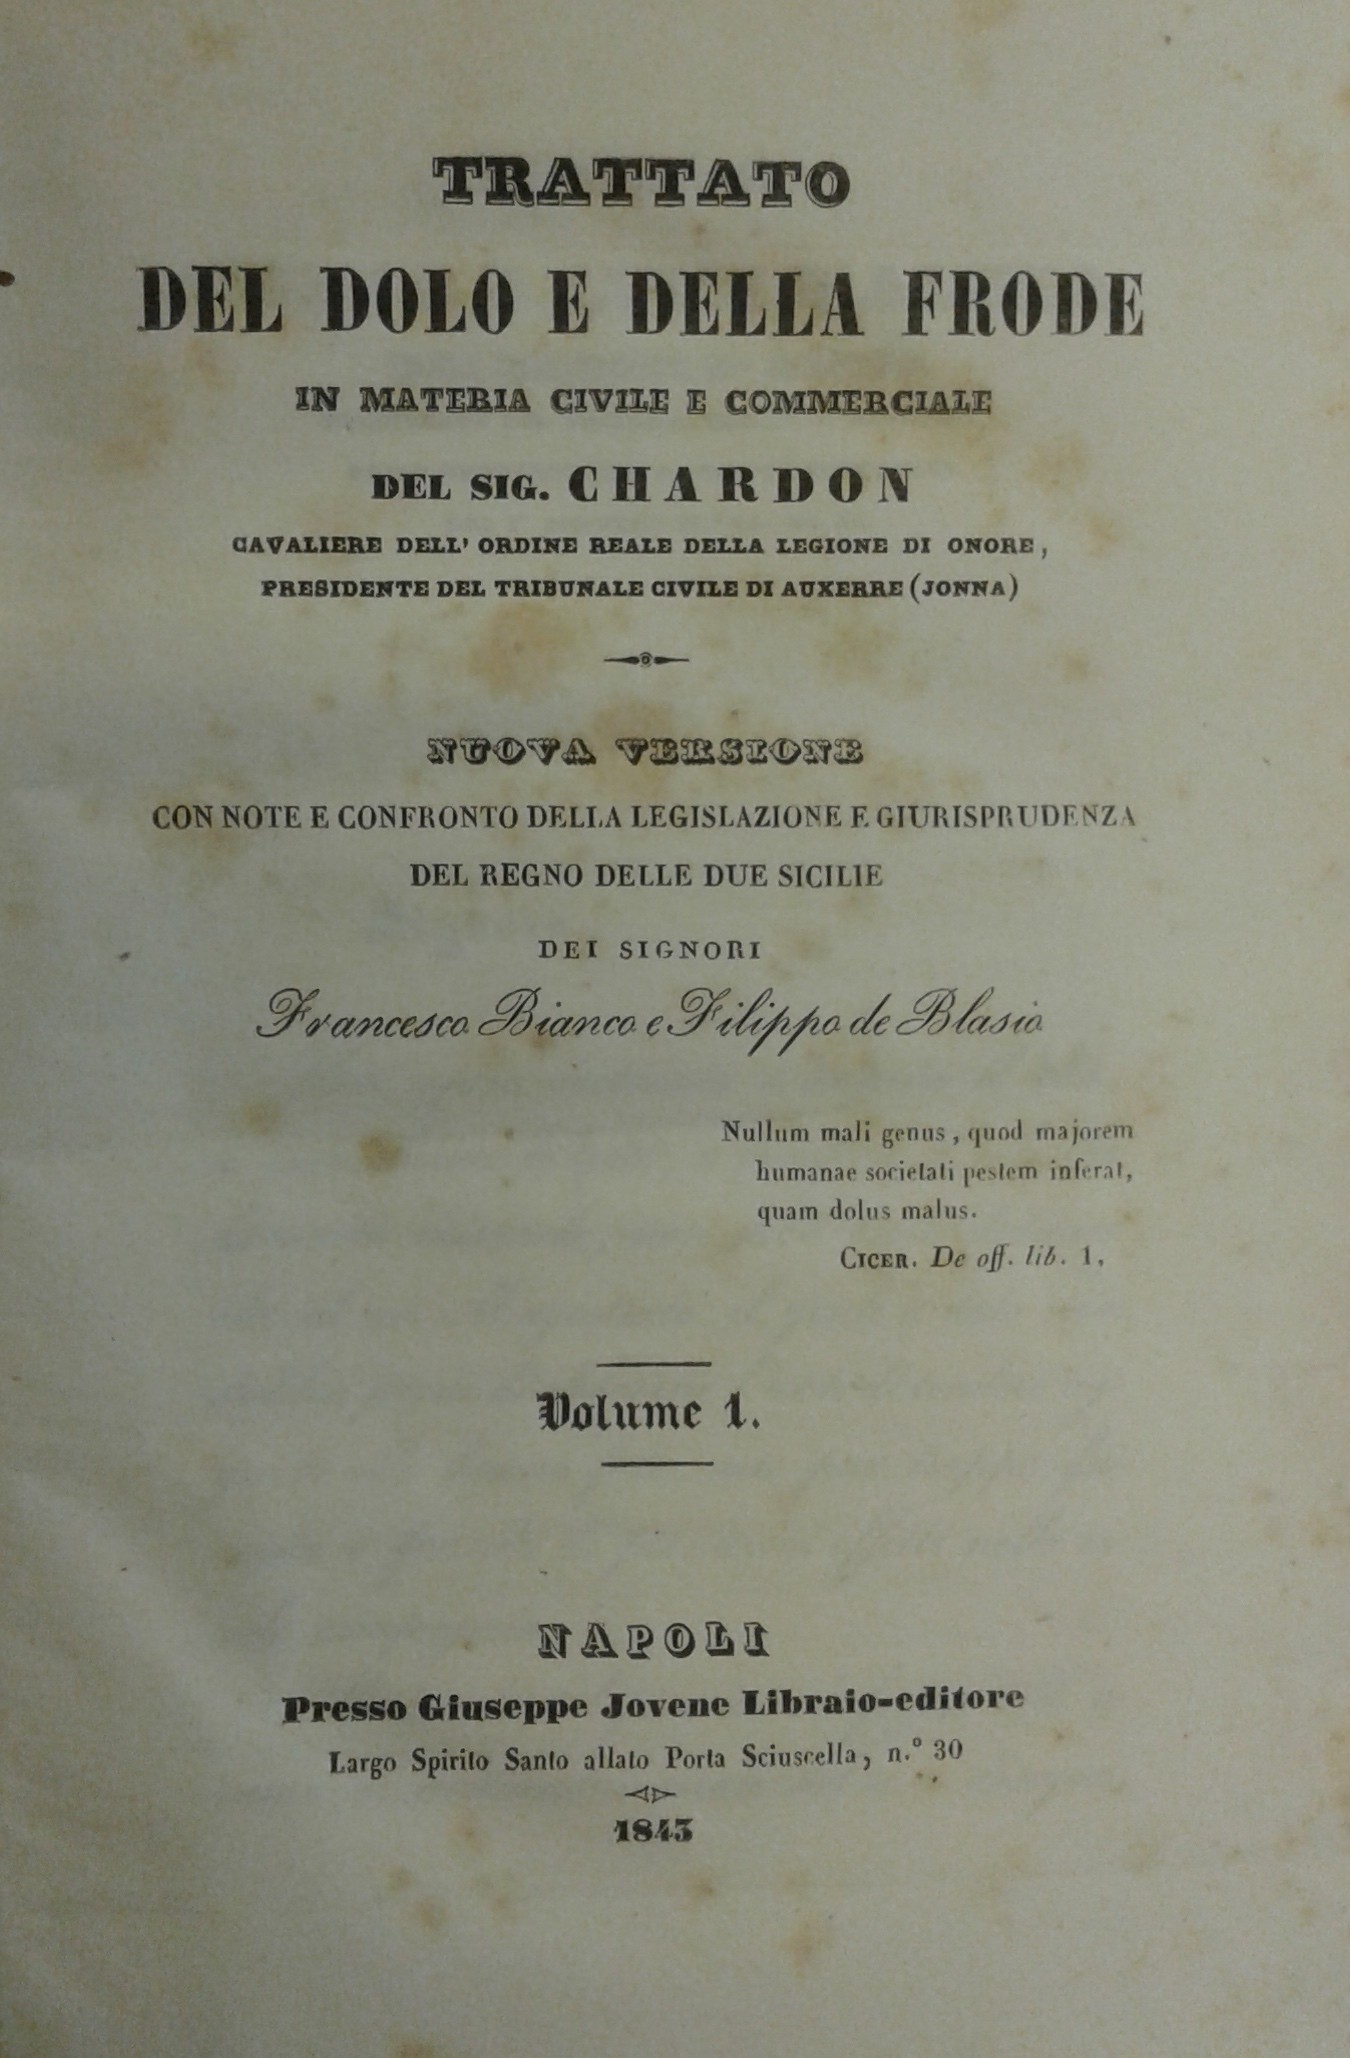 TRATTATO
DEL DOLO E DELLA FRODE
IN MATERIA CIVILE E COMMERCIALE
DEL SIG. CHARDON
CAVALIERE DELL' ORDINE REALE DELLA LEGIONE DI ONORE,
PRESIDENTE DEL TRIBUNALE CIVILE DI AUXERRE (JONNA)
NUOVA VERSIONE
CON NOTE E CONFRONTO DELLA LEGISLAZIONE E GIURISPRUDENZA
DEL REGNO DELLE DUE SICILIE
DEI SIGNORI
Francesco Bianco e Filippo de Blasio
Nullum mali genus, quod majorem
humanae societati pestem inferat,
quam dolus malus.
CICER. De off. lib. 1.
Volume 1.
NAPOLI
Presso Giuseppe Jovene Libraio-editore
Largo Spirito Santo allato Porta Sciuscella, n.° 30
1843